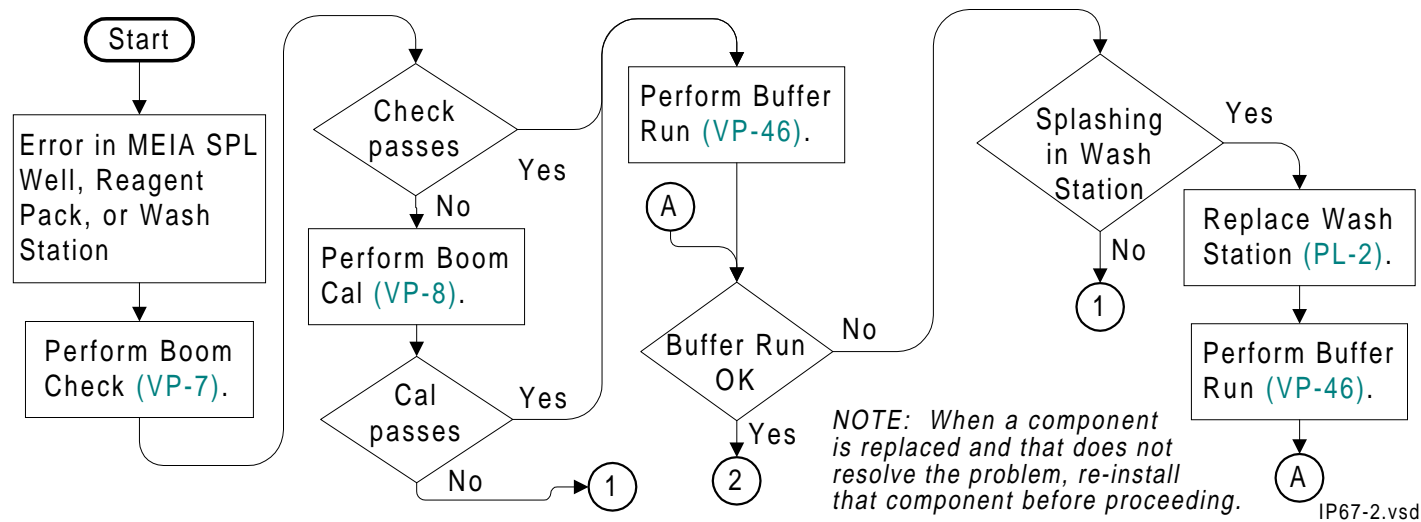 Start
Error in MEIA SPL
Well, Reagent
Pack, or Wash
Station
Perform Boom
Check (VP-7).
Check
passes
Yes
No
Perform Boom
Cal (VP-8).
Cal
passes
Yes
No
1
Perform Buffer
Run (VP-46).
A
Buffer Run
OK
No
Yes
2
Splashing
in Wash
Station
Yes
No
1
Replace Wash
Station (PL-2).
Perform Buffer
Run (VP-46).
A
NOTE: When a component
is replaced and that does not
resolve the problem, re-install
that component before proceeding.
IP67-2.vsd